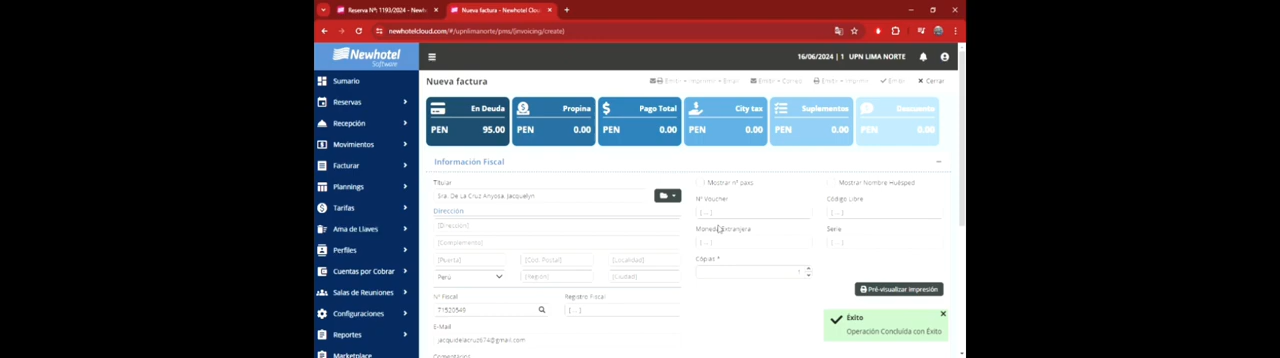 Reserva Nº: 1193/2024 - Newh
Nueva factura - Newhotel Clou
newhotelcloud.com/#/upnlimanorte/pms/(invoicing/create)
Newhotel
Software
16/06/2024 | 1 UPN LIMA NORTE
Sumario
Reservas
Recepción
Movimientos
Facturar
Plannings
Tarifas
Ama de Llaves
Perfiles
Cuentas por Cobrar
Salas de Reuniones
Configuraciones
Reportes
Marketplace
Nueva factura
Emitir + Imprimir + Email
Emitir + Correo
Emitir + Imprimir
Emitir
Cerrar
En Deuda
PEN 95.00
Propina
PEN 0.00
Pago Total
PEN 0.00
City tax
PEN 0.00
Suplementos
PEN 0.00
Descuento
PEN 0.00
Información Fiscal
Titular
Sra. De La Cruz Anyosa, Jacquelyn
Dirección
[Dirección]
[Complemento]
[Puerta]
[Cód. Postal]
[Localidad]
Perú
[Región]
[Ciudad]
Nº Fiscal
71520545
Registro Fiscal
[ ... ]
E-Mail
jacquidelacruz674@gmail.com
Comentarios
Mostrar nº paxs
Mostrar Nombre Huésped
Nº Voucher
[ ... ]
Código Libre
[ ... ]
Moneda Extranjera
[ ... ]
Serie
[ ... ]
Cópias *
1
Pré-visualizar Impresión
Éxito
Operación Concluída con Éxito